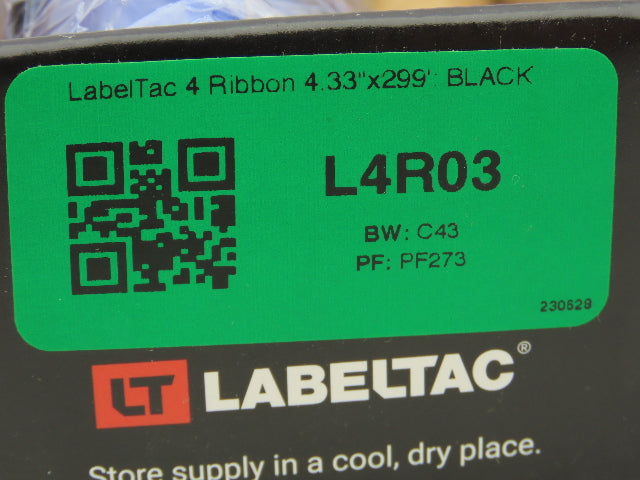 LabelTac 4 Ribbon 4.33"x299': BLACK
L4R03
BW: C43
PF: PF273
230629
LT LABELTAC®
Store supply in a cool, dry place.